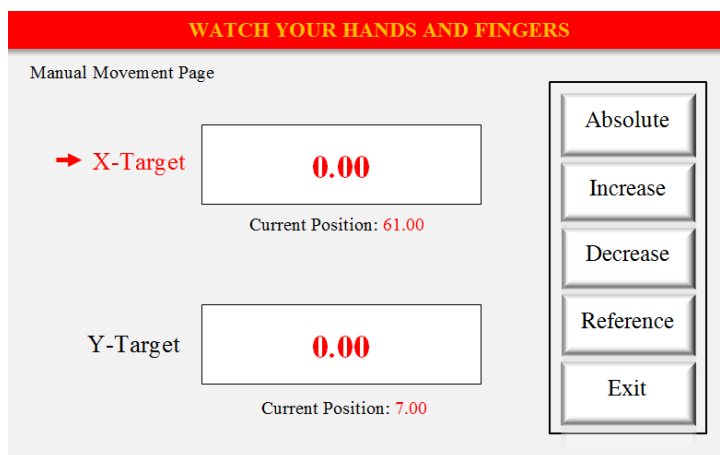 WATCH YOUR HANDS AND FINGERS
Manual Movement Page
X-Target
0.00
Current Position: 61.00
Y-Target
0.00
Current Position: 7.00
Absolute
Increase
Decrease
Reference
Exit